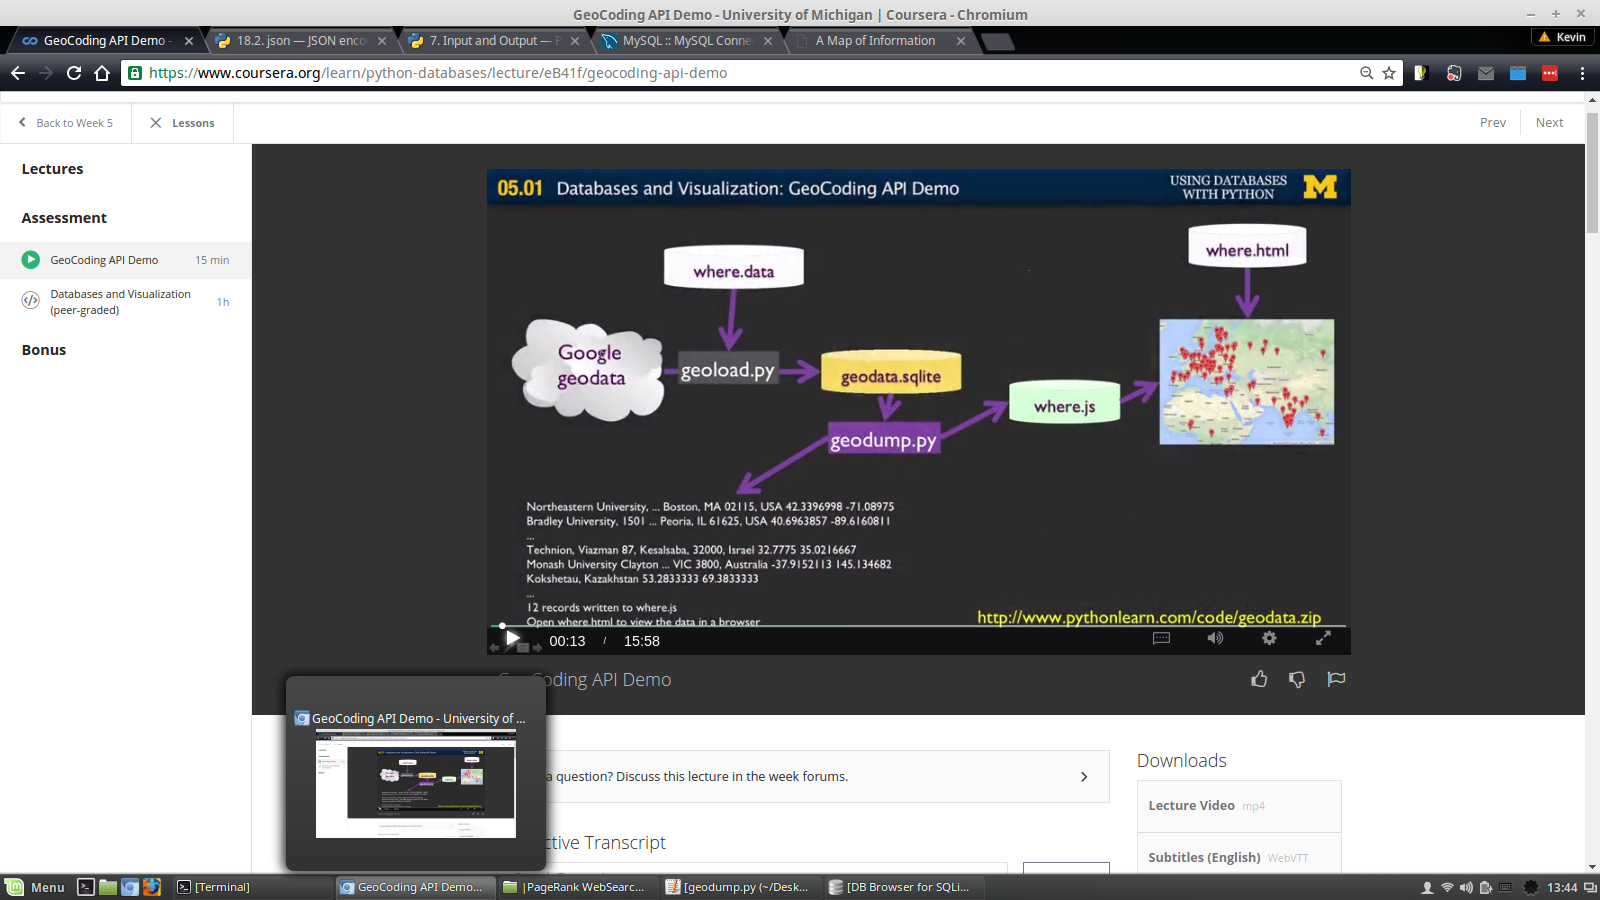 GeoCoding API Demo - University of Michigan | Coursera - Chromium
GeoCoding API Demo -
18.2. json — JSON enco
7. Input and Output — P
MySQL :: MySQL Conne
A Map of Information
Kevin
https://www.coursera.org/learn/python-databases/lecture/eB41f/geocoding-api-demo
Back to Week 5
Lessons
Prev
Next
Lectures
Assessment
GeoCoding API Demo 15 min
Databases and Visualization
(peer-graded)
1h
Bonus
05.01 Databases and Visualization: GeoCoding API Demo
USING DATABASES
WITH PYTHON
M
where.data
where.html
Google
geodata
geoload.py
geodata.sqlite
where.js
geodump.py
Northeastern University, ... Boston, MA 02115, USA 42.3396998 -71.08975
Bradley University, 1501 ... Peoria, IL 61625, USA 40.6963857 -89.6160811
...
Technion, Viazman 87, Kesalsaba, 32000, Israel 32.7775 35.0216667
Monash University Clayton ... VIC 3800, Australia -37.9152113 145.134682
Kokshetau, Kazakhstan 53.2833333 69.3833333
...
12 records written to where.js
Open where.html to view the data in a browser
http://www.pythonlearn.com/code/geodata.zip
00:13 / 15:58
Coding API Demo
GeoCoding API Demo - University of ...
a question? Discuss this lecture in the week forums.
ctive Transcript
Downloads
Lecture Video mp4
Subtitles (English) WebVTT
Menu
[Terminal]
GeoCoding API Demo...
[PageRank WebSearc...
[geodump.py (~/Desk...
[DB Browser for SQLi...
13:44